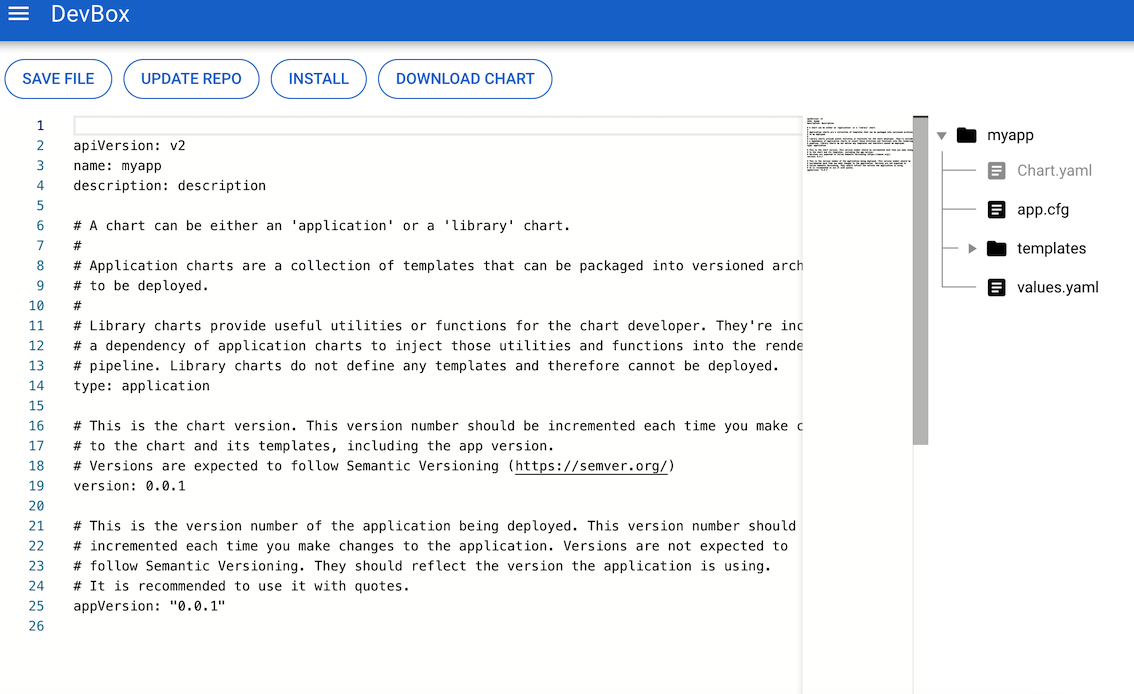 DevBox
SAVE FILE
UPDATE REPO
INSTALL
DOWNLOAD CHART
1
2 apiVersion: v2
3 name: myapp
4 description: description
5
6 # A chart can be either an 'application' or a 'library' chart.
7 #
8 # Application charts are a collection of templates that can be packaged into versioned arch
9 # to be deployed.
10 #
11 # Library charts provide useful utilities or functions for the chart developer. They're inc
12 # a dependency of application charts to inject those utilities and functions into the rende
13 # pipeline. Library charts do not define any templates and therefore cannot be deployed.
14 type: application
15
16 # This is the chart version. This version number should be incremented each time you make c
17 # to the chart and its templates, including the app version.
18 # Versions are expected to follow Semantic Versioning (https://semver.org/)
19 version: 0.0.1
20
21 # This is the version number of the application being deployed. This version number should
22 # incremented each time you make changes to the application. Versions are not expected to
23 # follow Semantic Versioning. They should reflect the version the application is using.
24 # It is recommended to use it with quotes.
25 appVersion: "0.0.1"
26
myapp
Chart.yaml
app.cfg
templates
values.yaml